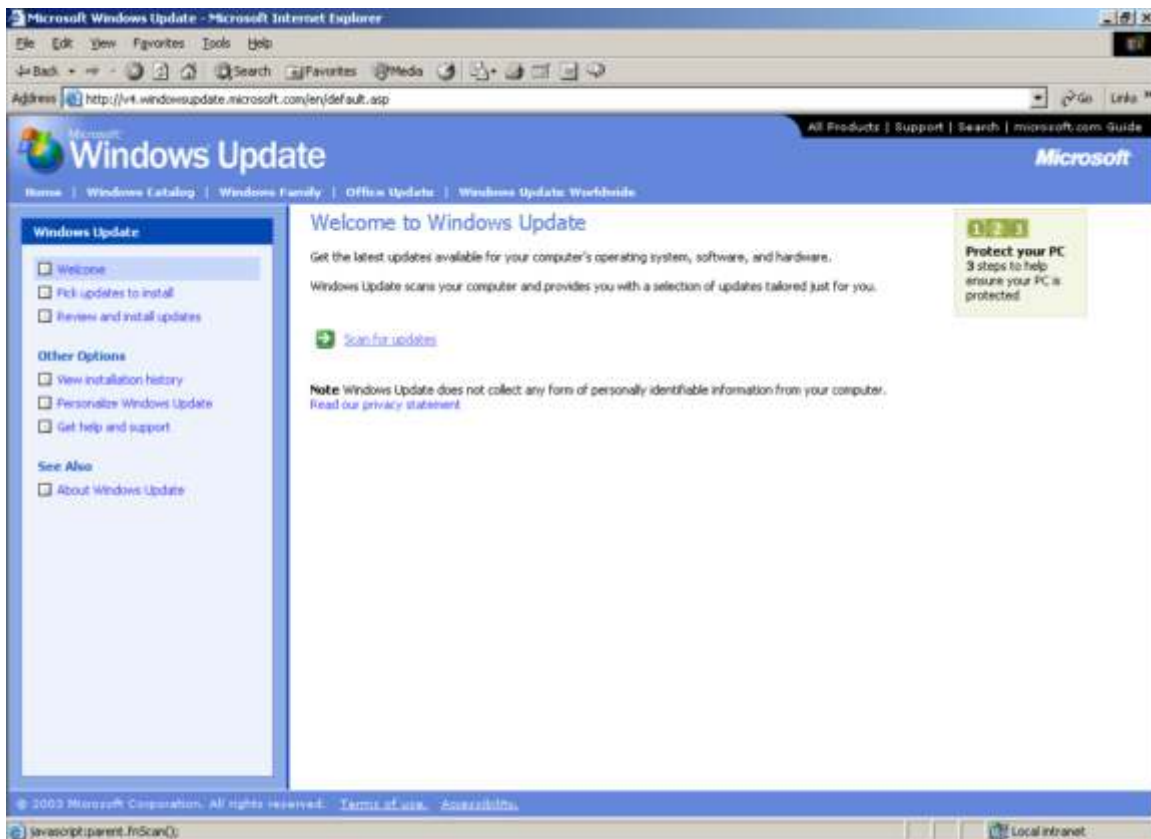 Microsoft Windows Update - Microsoft Internet Explorer
File Edit View Favorites Tools Help
Back Search Favorites Media
Address http://v4.windowsupdate.microsoft.com/en/default.asp Go Links »
All Products | Support | Search | microsoft.com Guide
Microsoft
Windows Update
Microsoft
Home | Windows Catalog | Windows Family | Office Update | Windows Update Worldwide
Windows Update
Welcome
Pick updates to install
Review and install updates
Other Options
View installation history
Personalize Windows Update
Get help and support
See Also
About Windows Update
Welcome to Windows Update
Get the latest updates available for your computer's operating system, software, and hardware.
Windows Update scans your computer and provides you with a selection of updates tailored just for you.
Scan for updates
Note Windows Update does not collect any form of personally identifiable information from your computer.
Read our privacy statement
1 2 3
Protect your PC
3 steps to help
ensure your PC is
protected
© 2003 Microsoft Corporation. All rights reserved. Terms of use. Accessibility.
javascript:parent.fnScan(); Local intranet